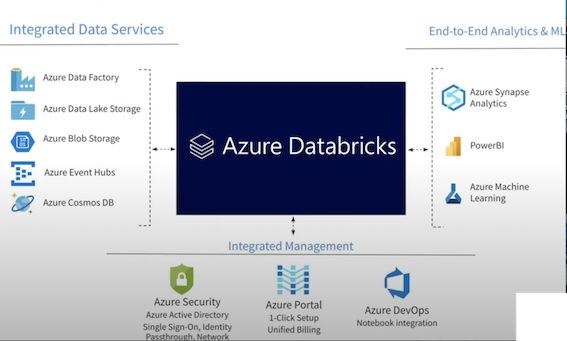 Integrated Data Services
End-to-End Analytics & ML
Azure Data Factory
Azure Data Lake Storage
Azure Blob Storage
Azure Event Hubs
Azure Cosmos DB
Azure Databricks
Azure Synapse
Analytics
PowerBI
Azure Machine
Learning
Integrated Management
Azure Security
Azure Active Directory
Single Sign-On, Identity
Passthrough, Network
Azure Portal
1-Click Setup
Unified Billing
Azure DevOps
Notebook integration